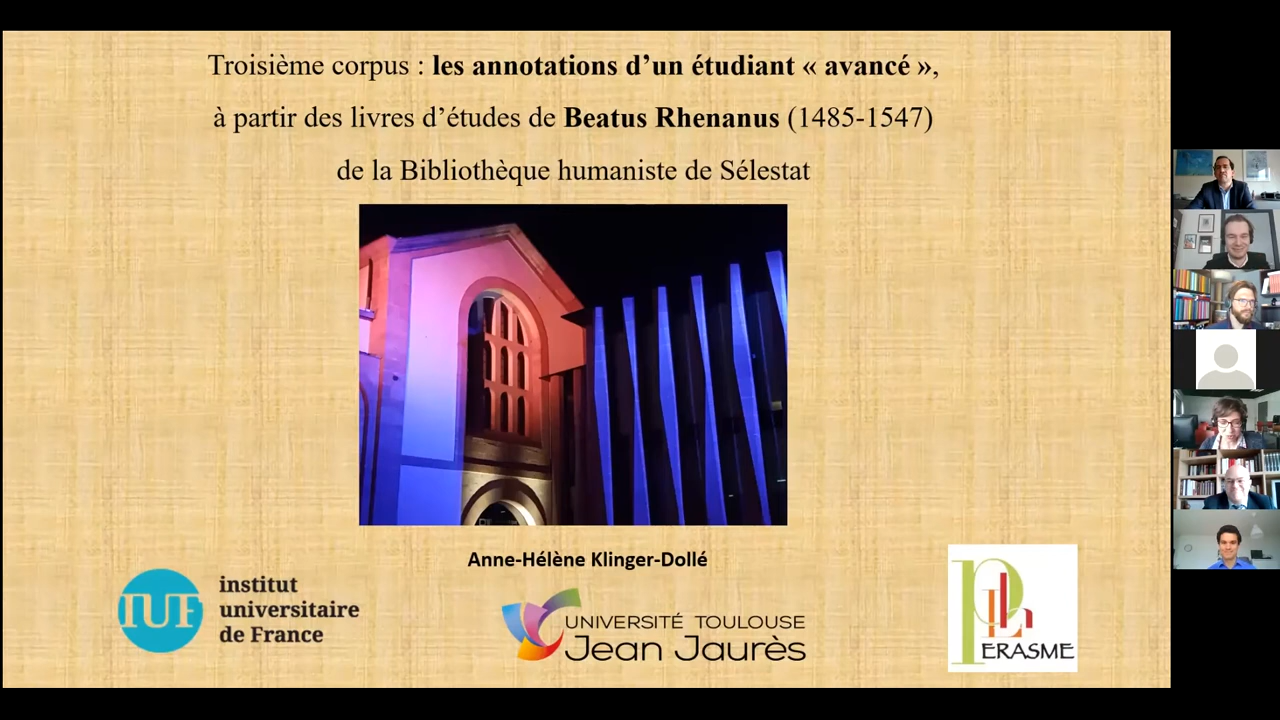 Troisième corpus : les annotations d’un étudiant « avancé »,
à partir des livres d’études de Beatus Rhenanus (1485-1547)
de la Bibliothèque humaniste de Sélestat
Anne-Hélène Klinger-Dollé
IUF
institut
universitaire
de France
UNIVERSITÉ TOULOUSE
Jean Jaurès
PLH
ERASME